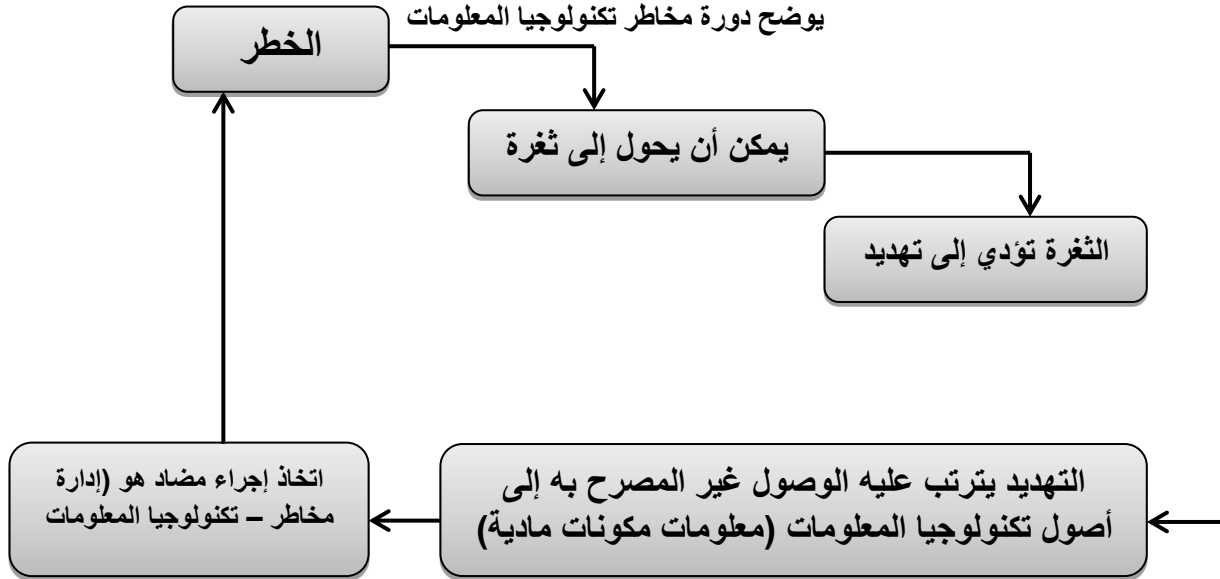 يوضح دورة مخاطر تكنولوجيا المعلومات
الخطر
يمكن أن يحول إلى ثغرة
الثغرة تؤدي إلى تهديد
التهديد يترتب عليه الوصول غير المصرح به إلى
أصول تكنولوجيا المعلومات (معلومات مكونات مادية)
اتخاذ إجراء مضاد هو (إدارة
مخاطر – تكنولوجيا المعلومات